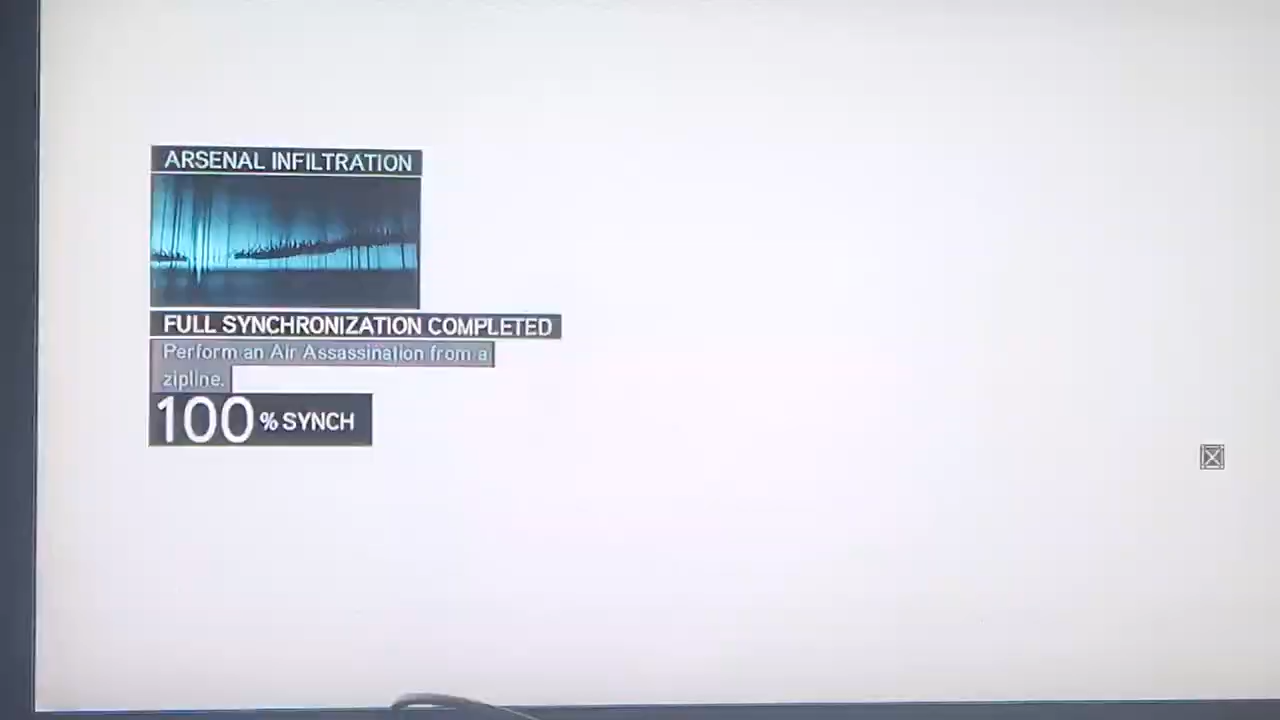 ARSENAL INFILTRATION
FULL SYNCHRONIZATION COMPLETED
Perform an Air Assassination from a
zipline.
100% SYNCH